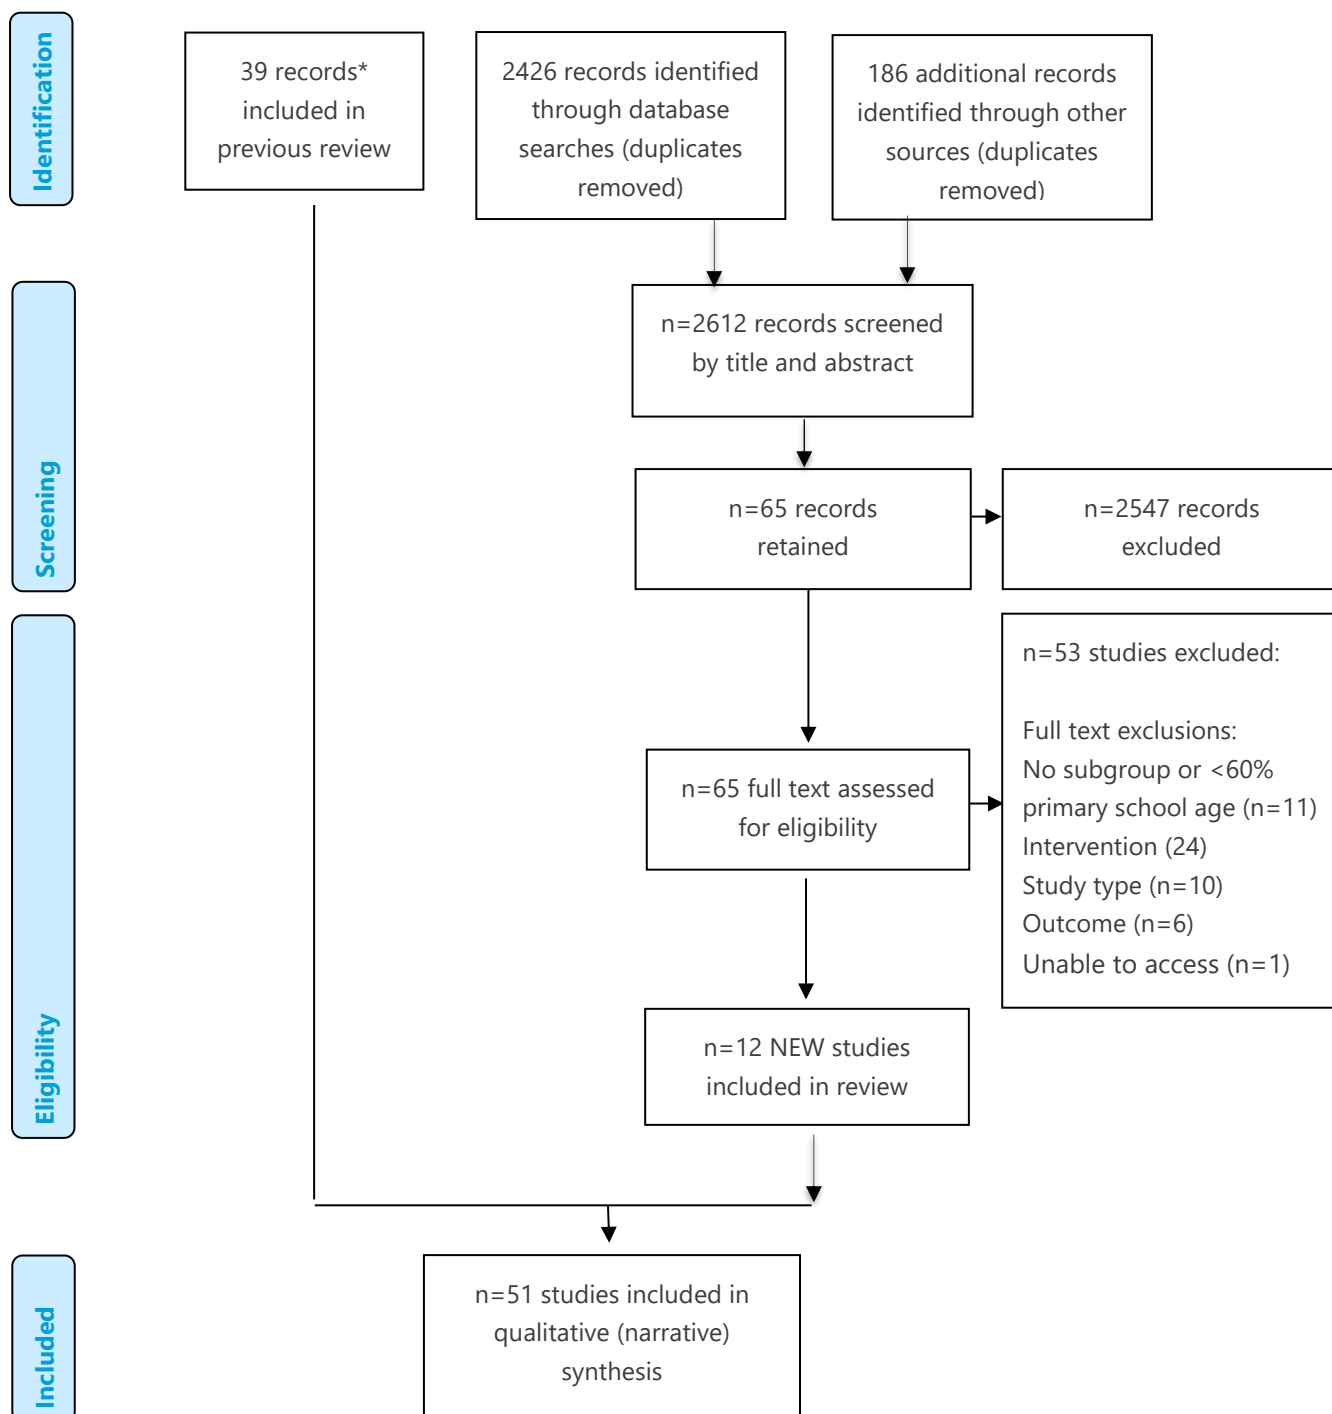 Identification
39 records*
included in
previous review
2426 records identified
through database
searches (duplicates
removed)
186 additional records
identified through other
sources (duplicates
removed)
Screening
n=2612 records screened
by title and abstract
n=65 records
retained
n=2547 records
excluded
Eligibility
n=65 full text assessed
for eligibility
n=53 studies excluded:
Full text exclusions:
No subgroup or <60%
primary school age (n=11)
Intervention (24)
Study type (n=10)
Outcome (n=6)
Unable to access (n=1)
n=12 NEW studies
included in review
Included
n=51 studies included in
qualitative (narrative)
synthesis